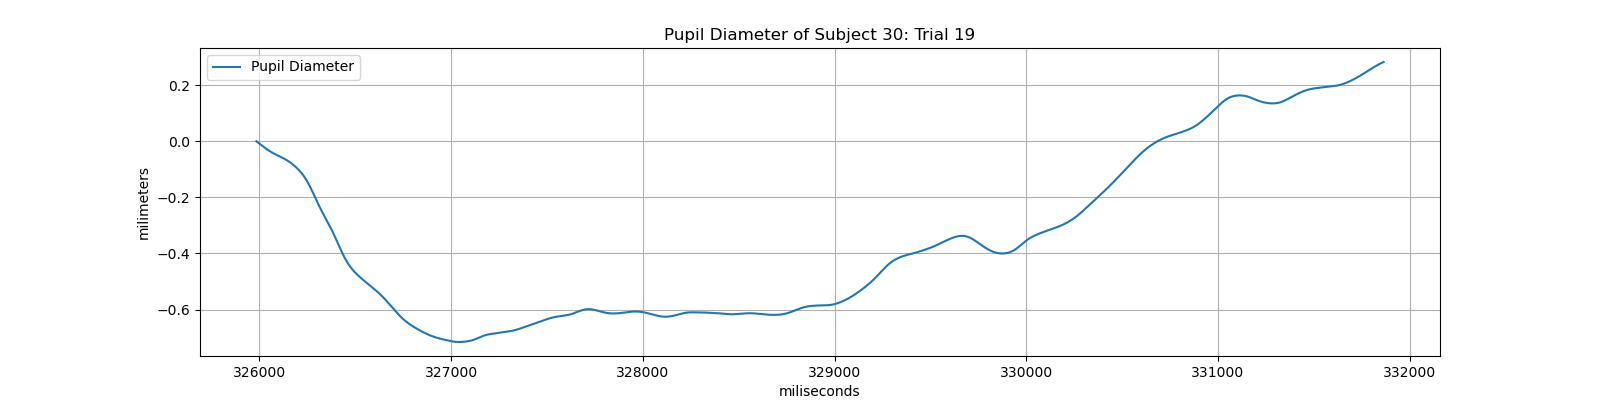 Pupil Diameter of Subject 30: Trial 19
Pupil Diameter
0.2
0.0
−0.2
−0.4
−0.6
milimeters
326000 327000 328000 329000 330000 331000 332000
miliseconds